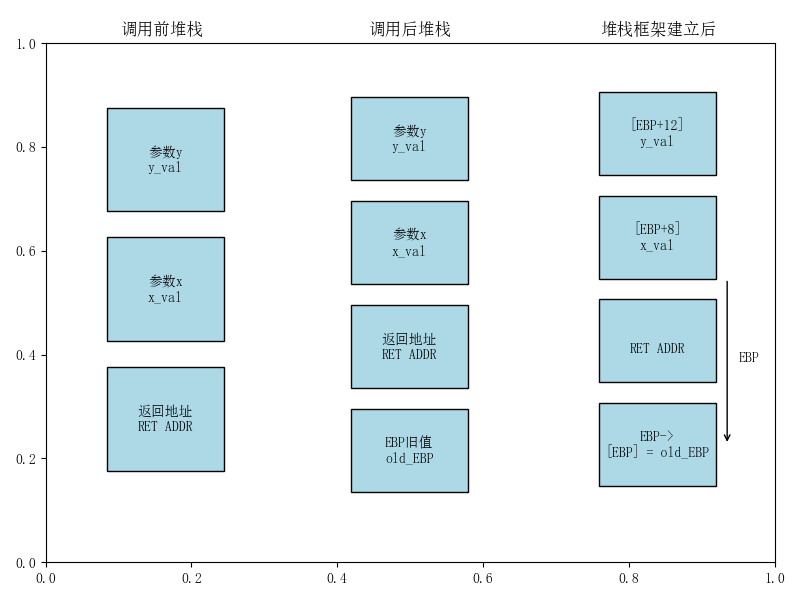 调用前堆栈
调用后堆栈
堆栈框架建立后
1.0
0.8
0.6
0.4
0.2
0.0
参数y
y_val
参数x
x_val
返回地址
RET ADDR
参数y
y_val
参数x
x_val
返回地址
RET ADDR
EBP旧值
old_EBP
[EBP+12]
y_val
[EBP+8]
x_val
RET ADDR
EBP->
[EBP] = old_EBP
EBP
0.0
0.2
0.4
0.6
0.8
1.0